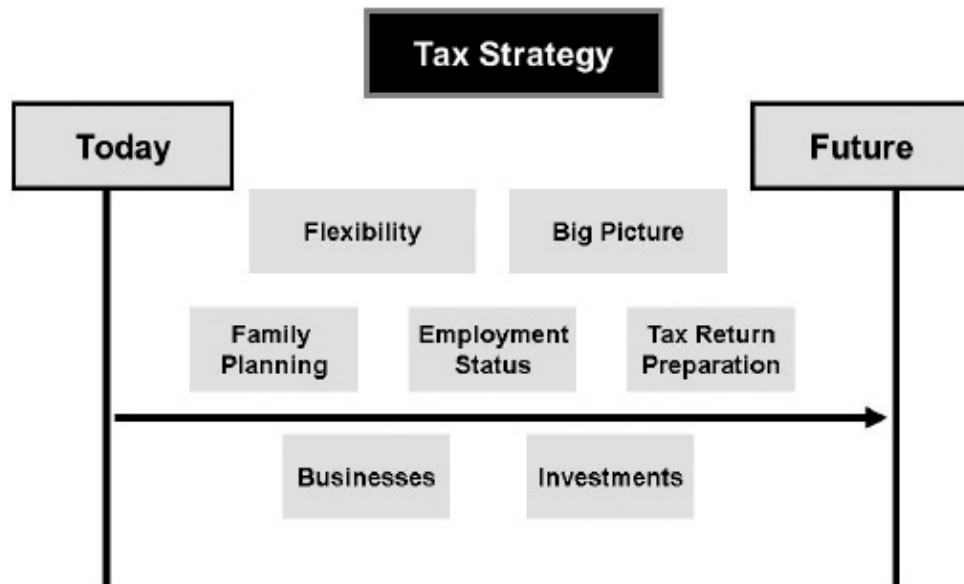 Tax Strategy
Today
Future
Flexibility
Big Picture
Family
Planning
Employment
Status
Tax Return
Preparation
Businesses
Investments